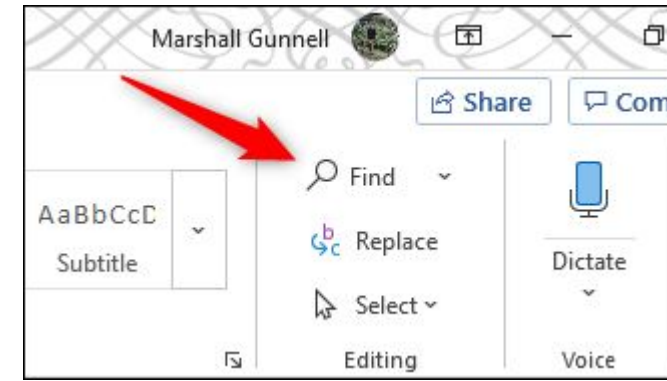 Marshall Gunnell
Share
Com
Find
AaBbCcD
b
c
Replace
Subtitle
Dictate
Select
Editing
Voice